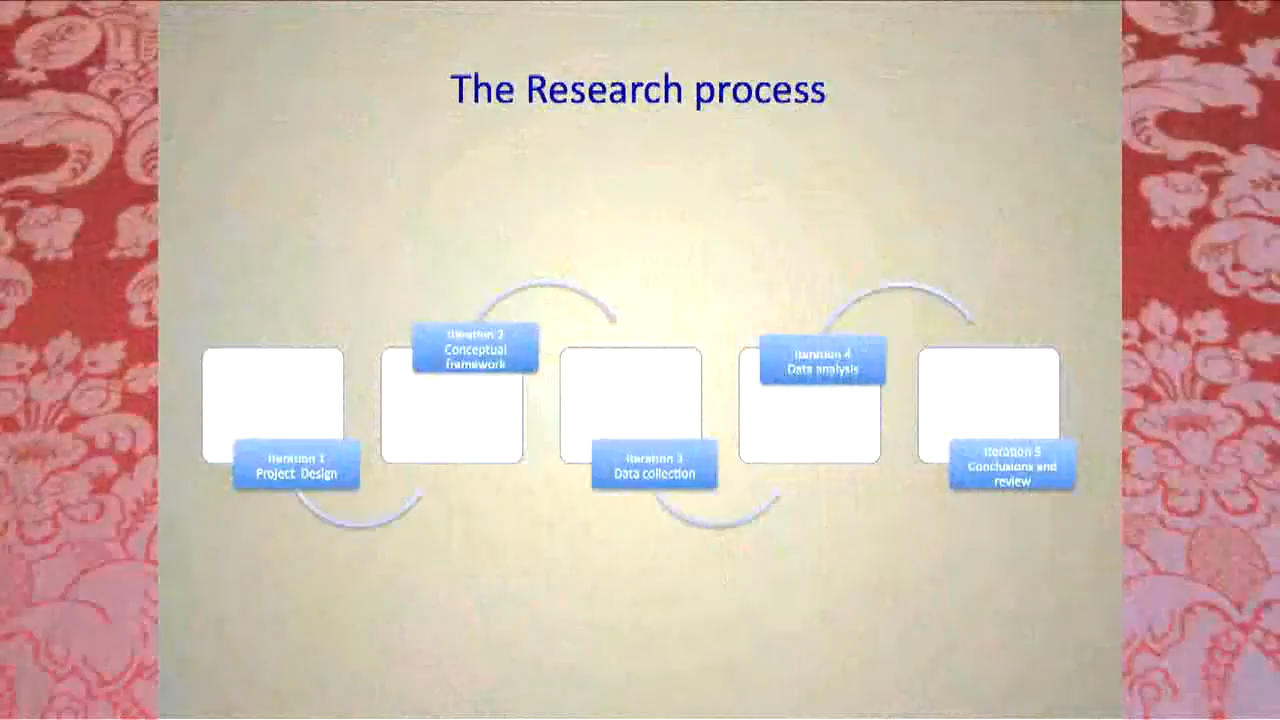 The Research process
Iteration 1
Project Design
Iteration 2
Conceptual
framework
Iteration 3
Data collection
Iteration 4
Data analysis
Iteration 5
Conclusions and
review